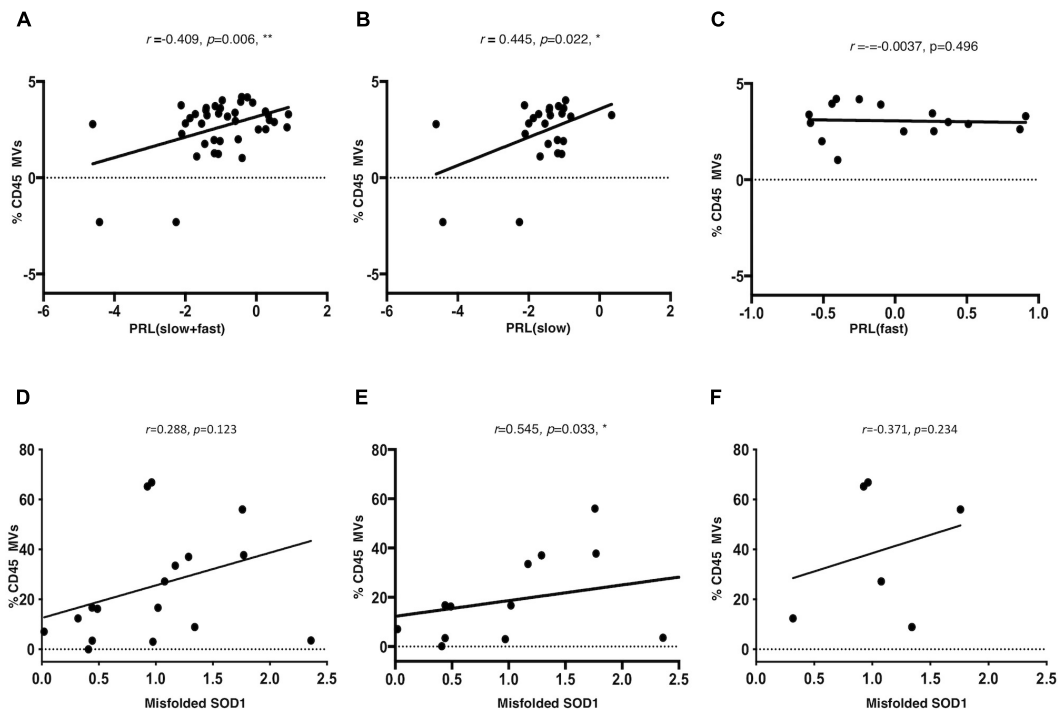 A
r =-0.409, p=0.006, **
5
0
-5
% CD45 MVs
-6 -4 -2 0 2
PRL(slow+fast)
B
r = 0.445, p=0.022, *
5
0
-5
% CD45 MVs
-6 -4 -2 0 2
PRL(slow)
C
r =-=-0.0037, p=0.496
5
0
-5
% CD45 MVs
-1.0 -0.5 0.0 0.5 1.0
PRL(fast)
D
r=0.288, p=0.123
80
60
40
20
0
% CD45 MVs
0.0 0.5 1.0 1.5 2.0 2.5
Misfolded SOD1
E
r=0.545, p=0.033, *
80
60
40
20
0
% CD45 MVs
0.0 0.5 1.0 1.5 2.0 2.5
Misfolded SOD1
F
r=-0.371, p=0.234
80
60
40
20
0
% CD45 MVs
0.0 0.5 1.0 1.5 2.0 2.5
Misfolded SOD1